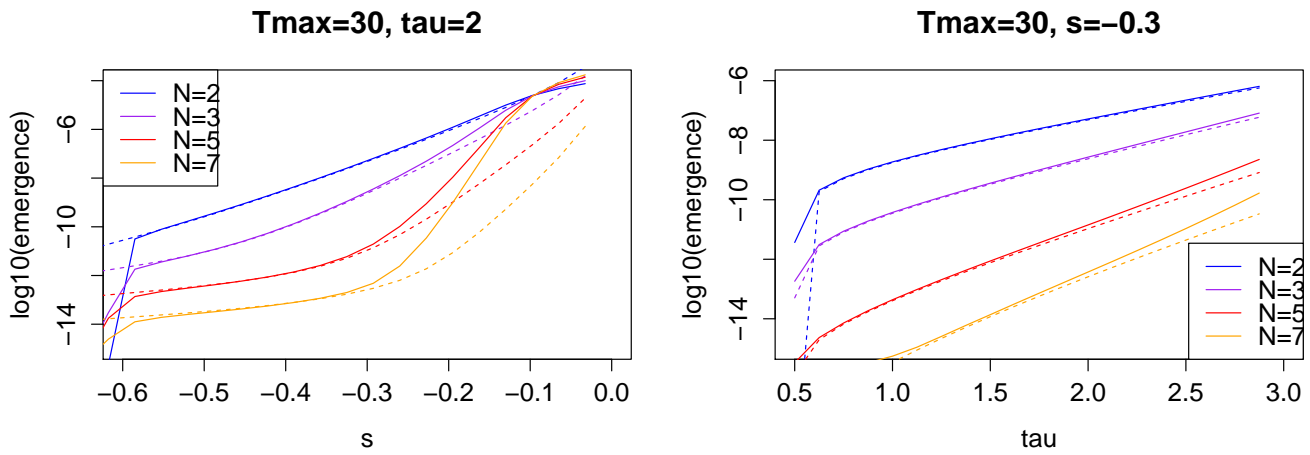 Tmax=30, tau=2
log10(emergence)
−6
−10
−14
N=2
N=3
N=5
N=7
−0.6 −0.5 −0.4 −0.3 −0.2 −0.1 0.0
s
Tmax=30, s=−0.3
log10(emergence)
−6
−8
−10
−14
N=2
N=3
N=5
N=7
0.5 1.0 1.5 2.0 2.5 3.0
tau